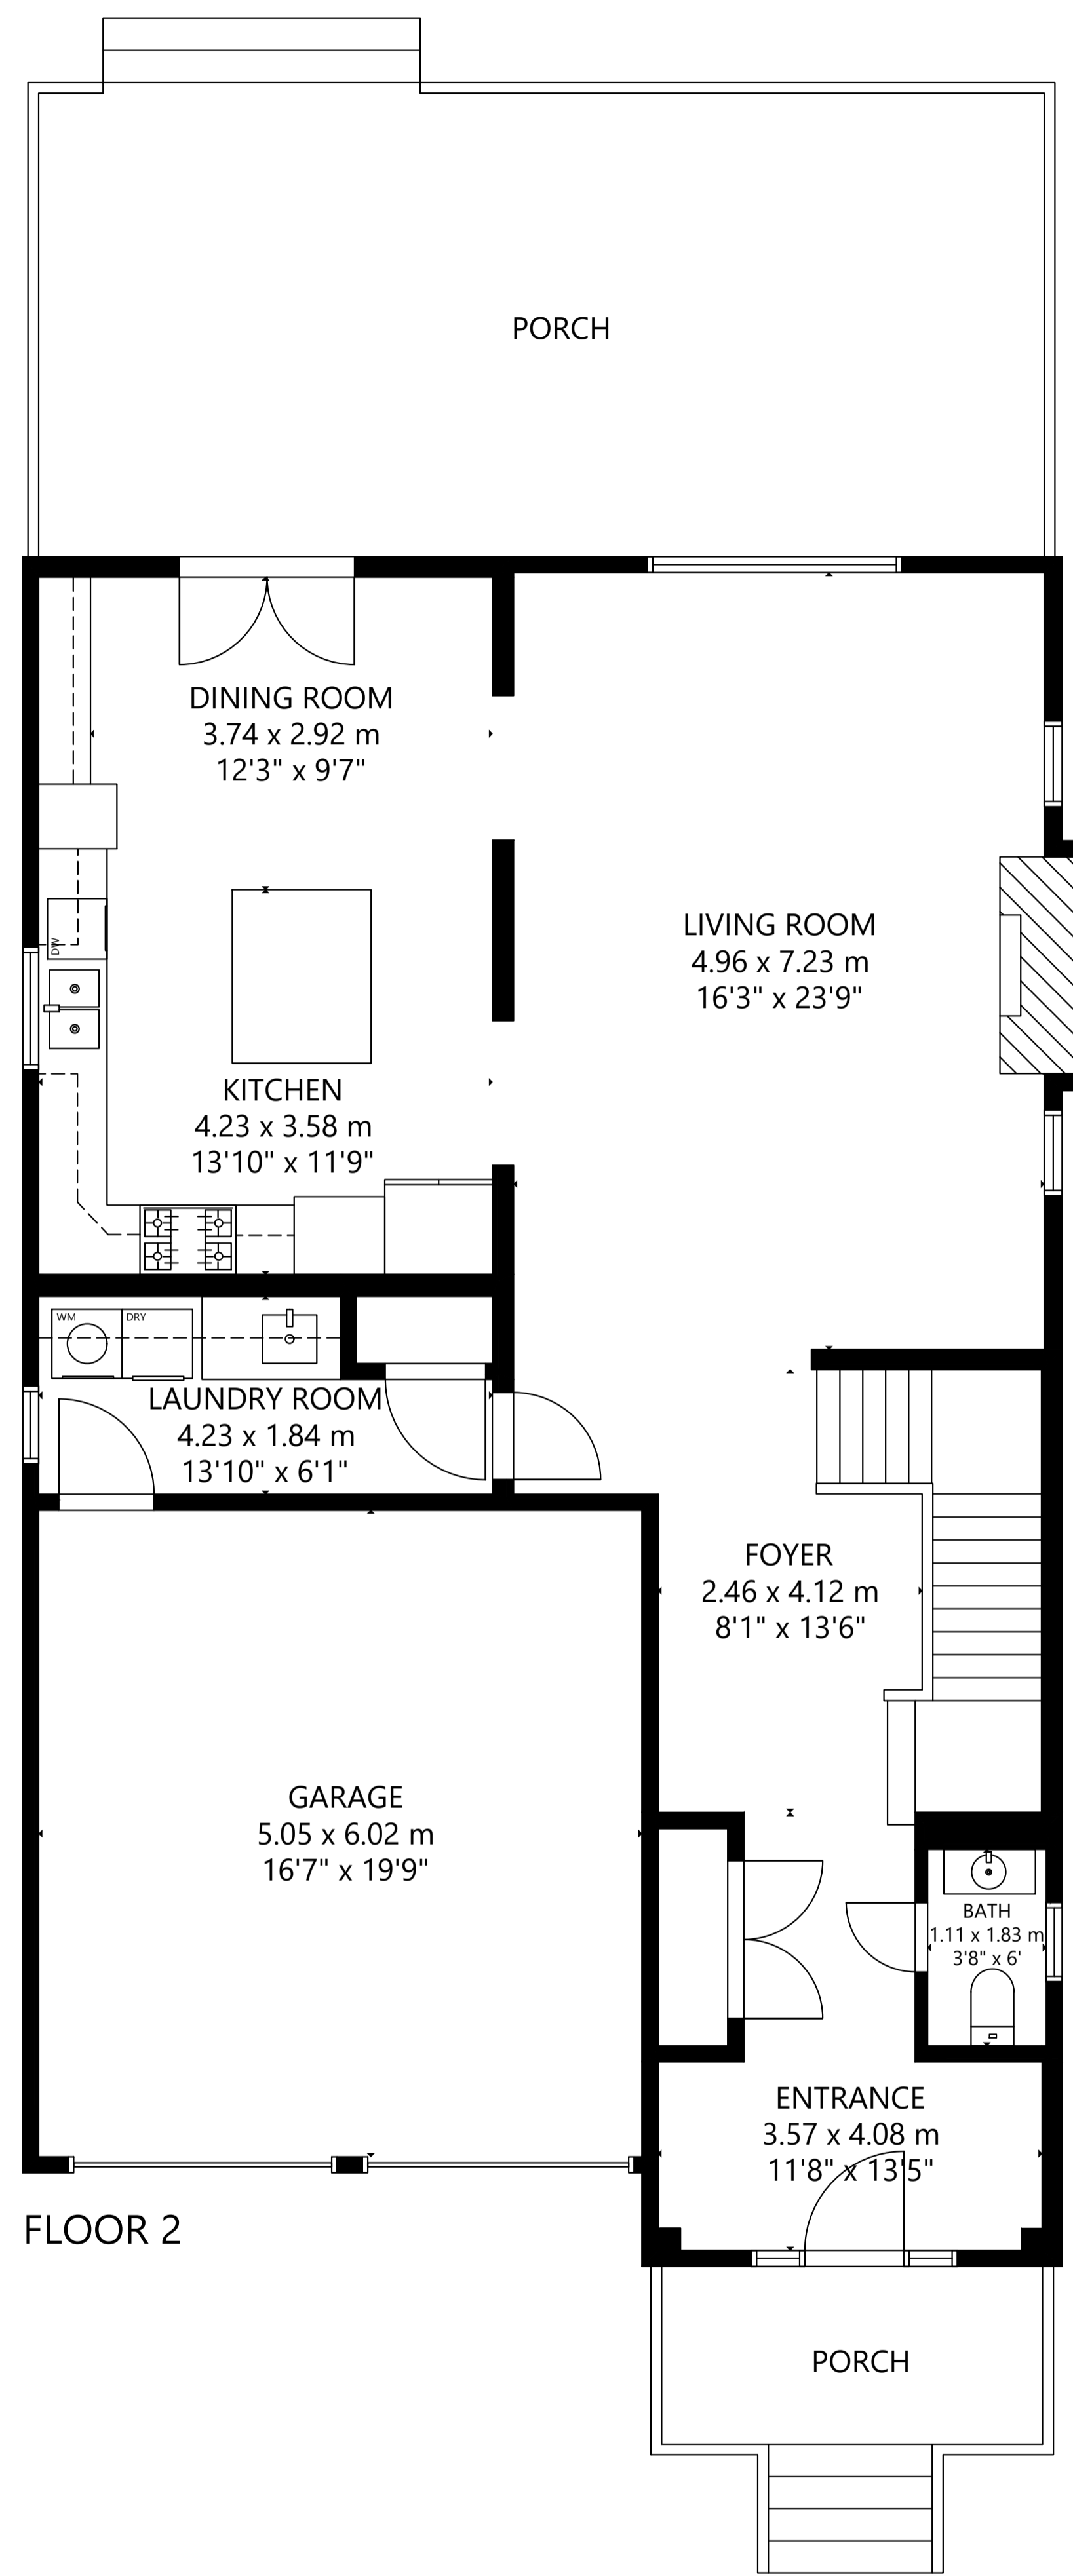 PORCH
DINING ROOM
3.74 x 2.92 m
12'3" x 9'7"
LIVING ROOM
4.96 x 7.23 m
16'3" x 23'9"
DW
KITCHEN
4.23 x 3.58 m
13'10" x 11'9"
WM
DRY
LAUNDRY ROOM
4.23 x 1.84 m
13'10" x 6'1"
FOYER
2.46 x 4.12 m
8'1" x 13'6"
GARAGE
5.05 x 6.02 m
16'7" x 19'9"
BATH
1.11 x 1.83 m
3'8" x 6'
ENTRANCE
3.57 x 4.08 m
11'8" x 13'5"
FLOOR 2
PORCH